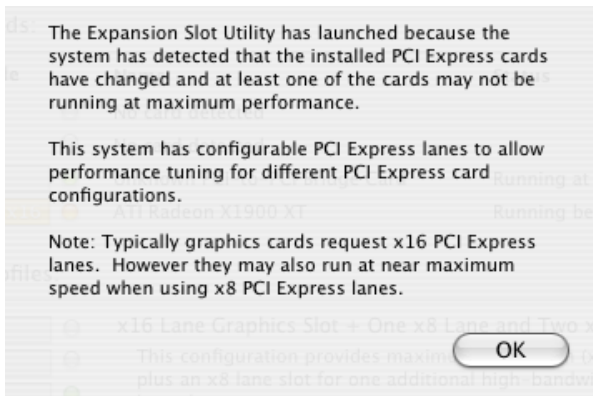 ds:
The Expansion Slot Utility has launched because the
system has detected that the installed PCI Express cards
have changed and at least one of the cards may not be
running at maximum performance.
No card detected
This system has configurable PCI Express lanes to allow
performance tuning for different PCI Express card
Running at
configurations.
ATI Radeon X1900 XT
Running be
Note: Typically graphics cards request x16 PCI Express
lanes. However they may also run at near maximum
speed when using x8 PCI Express lanes.
x16 Lane Graphics Slot + One x8 Lane and Two x
OK
This configuration provides maxim
plus an x8 lane slot for one additional high-bandwi